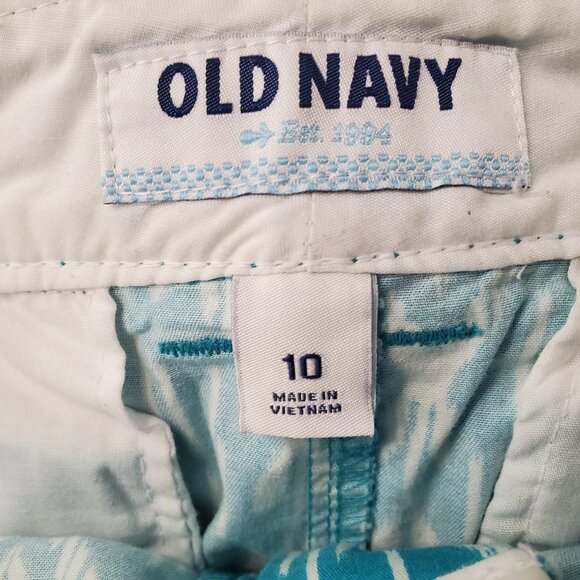 OLD NAVY
Est. 1994
10
MADE IN
VIETNAM